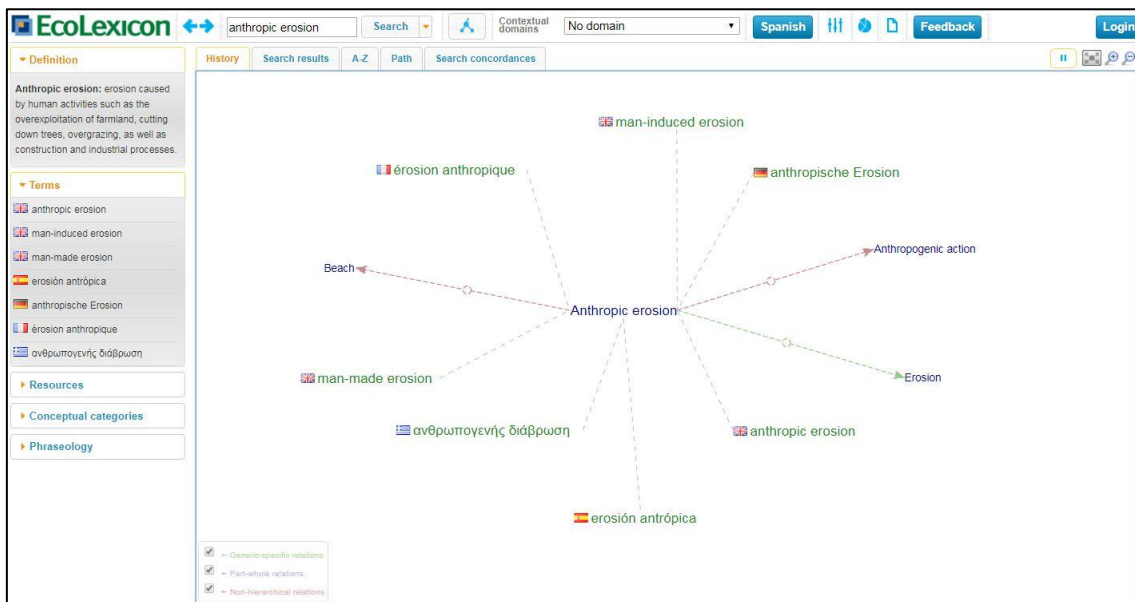 EcoLexicon
anthropic erosion
Search
Contextual domains
No domain
Spanish
Feedback
Login
Definition
Anthropic erosion: erosion caused
by human activities such as the
overexploitation of farmland, cutting
down trees, overgrazing, as well as
construction and industrial processes.
Terms
anthropic erosion
man-induced erosion
man-made erosion
erosión antrópica
anthropische Erosion
érosion anthropique
ανθρωπογενής διάβρωση
Resources
Conceptual categories
Phraseology
History
Search results
A-Z
Path
Search concordances
man-induced erosion
érosion anthropique
anthropische Erosion
Anthropogenic action
Beach
Anthropic erosion
man-made erosion
Erosion
ανθρωπογενής διάβρωση
anthropic erosion
erosión antrópica
Generic-specific relations
Part-whole relations
Non-hierarchical relations